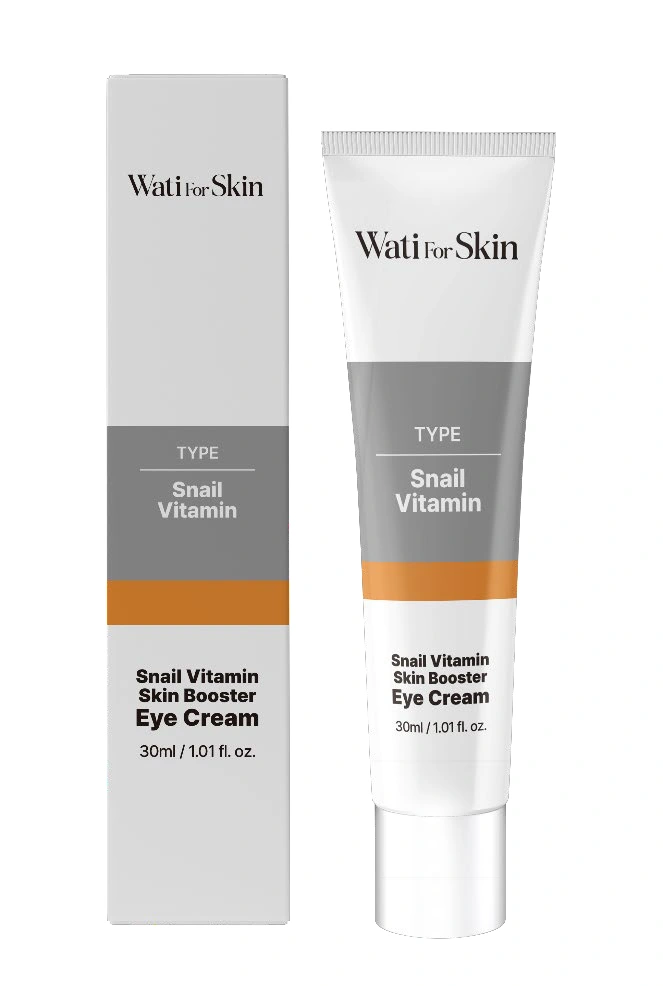 Wati For Skin
TYPE
Snail
Vitamin
Snail Vitamin
Skin Booster
Eye Cream
30ml / 1.01 fl. oz.
Wati For Skin
TYPE
Snail
Vitamin
Snail Vitamin
Skin Booster
Eye Cream
30ml / 1.01 fl. oz.